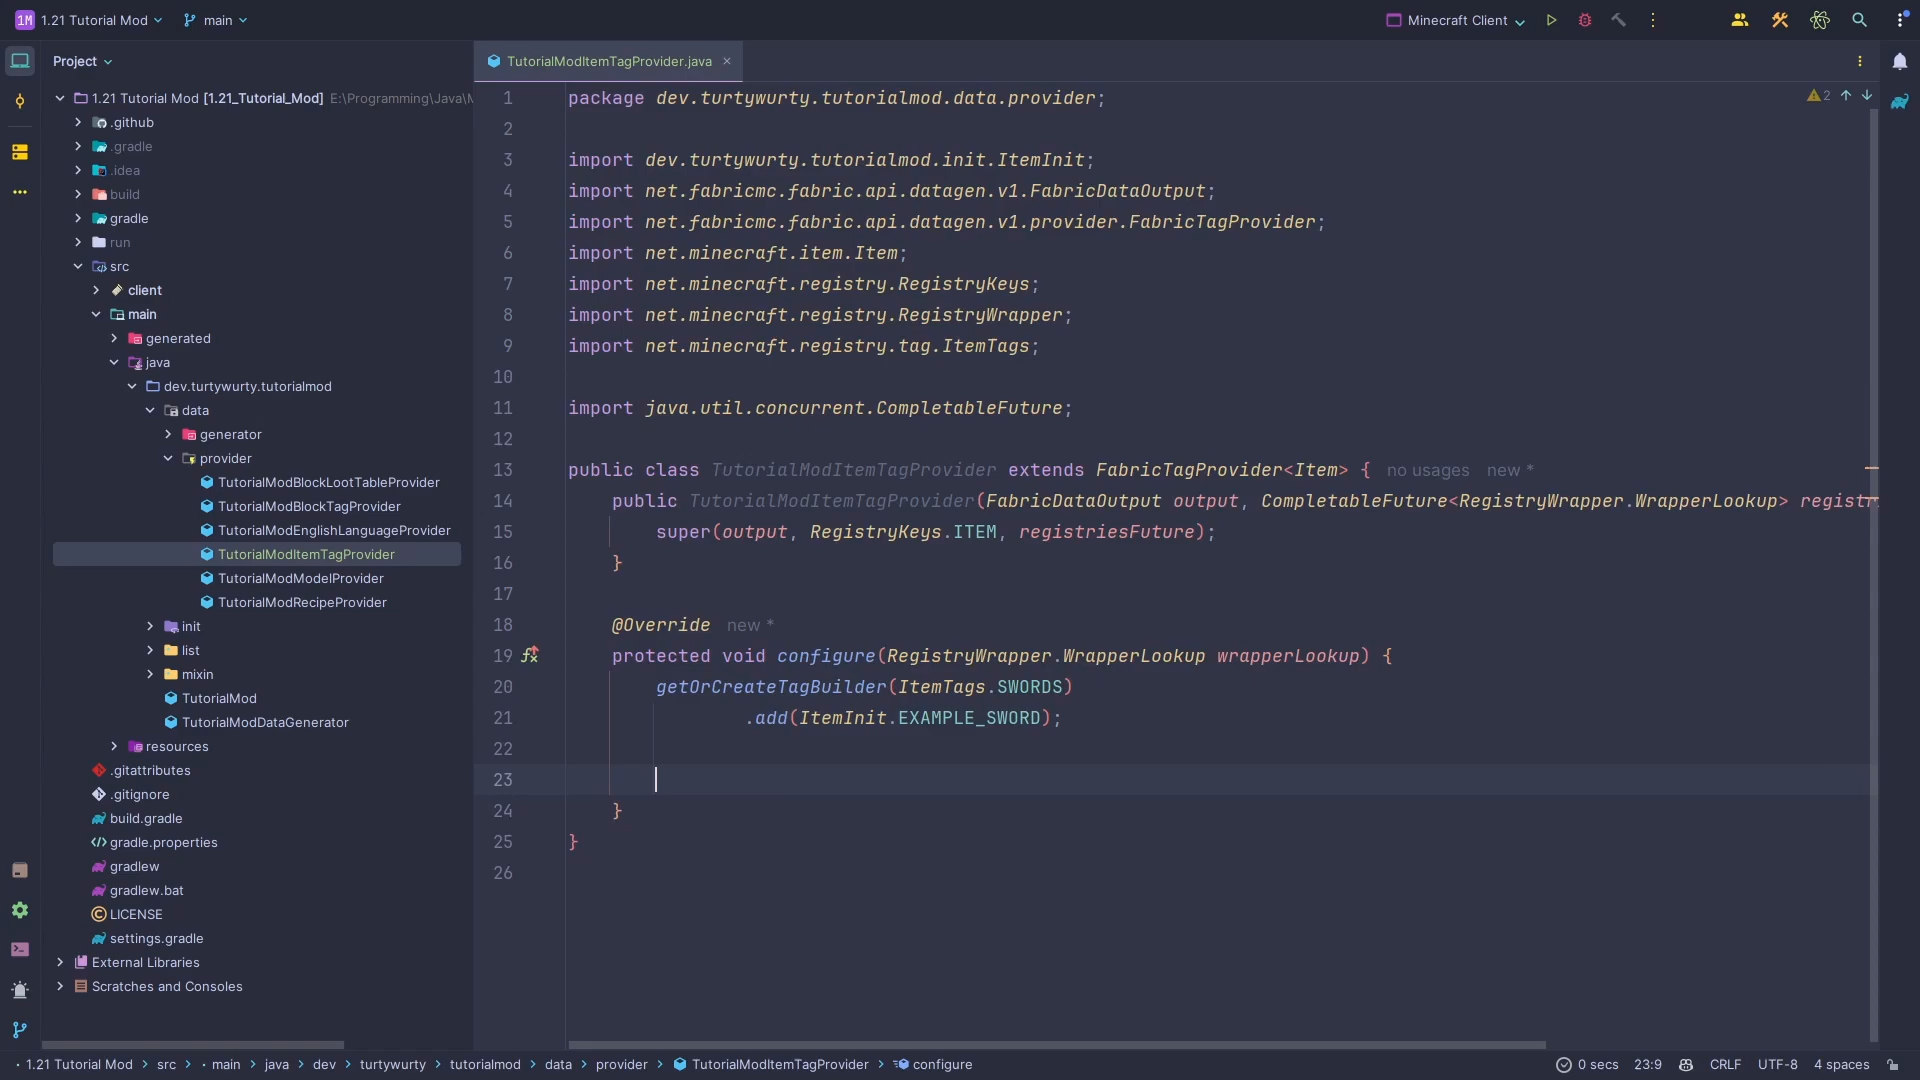 1M 1.21 Tutorial Mod main Minecraft Client
Project
TutorialModItemTagProvider.java
1.21 Tutorial Mod [1.21_Tutorial_Mod] E:\Programming\Java\
.github
.gradle
.idea
build
gradle
run
src
client
main
generated
java
dev.turtywurty.tutorialmod
data
generator
provider
TutorialModBlockLootTableProvider
TutorialModBlockTagProvider
TutorialModEnglishLanguageProvider
TutorialModItemTagProvider
TutorialModModelProvider
TutorialModRecipeProvider
init
list
mixin
TutorialMod
TutorialModDataGenerator
resources
.gitattributes
.gitignore
build.gradle
gradle.properties
gradlew
gradlew.bat
LICENSE
settings.gradle
External Libraries
Scratches and Consoles
1 package dev.turtywurty.tutorialmod.data.provider;
2
2
3 import dev.turtywurty.tutorialmod.init.ItemInit;
4 import net.fabricmc.fabric.api.datagen.v1.FabricDataOutput;
5 import net.fabricmc.fabric.api.datagen.v1.provider.FabricTagProvider;
6 import net.minecraft.item.Item;
7 import net.minecraft.registry.RegistryKeys;
8 import net.minecraft.registry.RegistryWrapper;
9 import net.minecraft.registry.tag.ItemTags;
10
11 import java.util.concurrent.CompletableFuture;
12
13 public class TutorialModItemTagProvider extends FabricTagProvider<Item> { no usages new *
14 public TutorialModItemTagProvider(FabricDataOutput output, CompletableFuture<RegistryWrapper.WrapperLookup> registr
15 super(output, RegistryKeys.ITEM, registriesFuture);
16 }
17
18 @Override new *
19 protected void configure(RegistryWrapper.WrapperLookup wrapperLookup) {
20 getOrCreateTagBuilder(ItemTags.SWORDS)
21 .add(ItemInit.EXAMPLE_SWORD);
22
23
24 }
25 }
26
1.21 Tutorial Mod > src > main > java > dev > turtywurty > tutorialmod > data > provider > TutorialModItemTagProvider > configure 0 secs 23:9 CRLF UTF-8 4 spaces